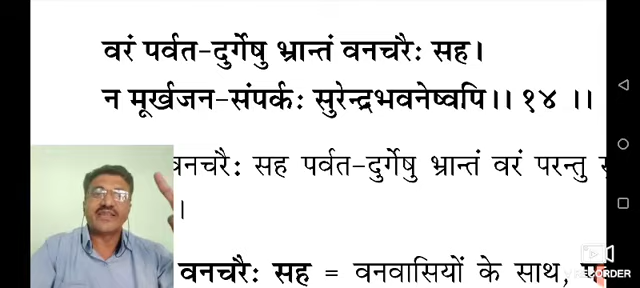 वरं पर्वत-दुर्गेषु भ्रान्तं वनचरैः सह।
न मूर्खजन-संपर्कः सुरेन्द्रभवनेष्वपि।। १४ ।।
वनचरैः सह पर्वत-दुर्गेषु भ्रान्तं वरं परन्तु
।
वनचरैः सह = वनवासियों के साथ,
RECORDER